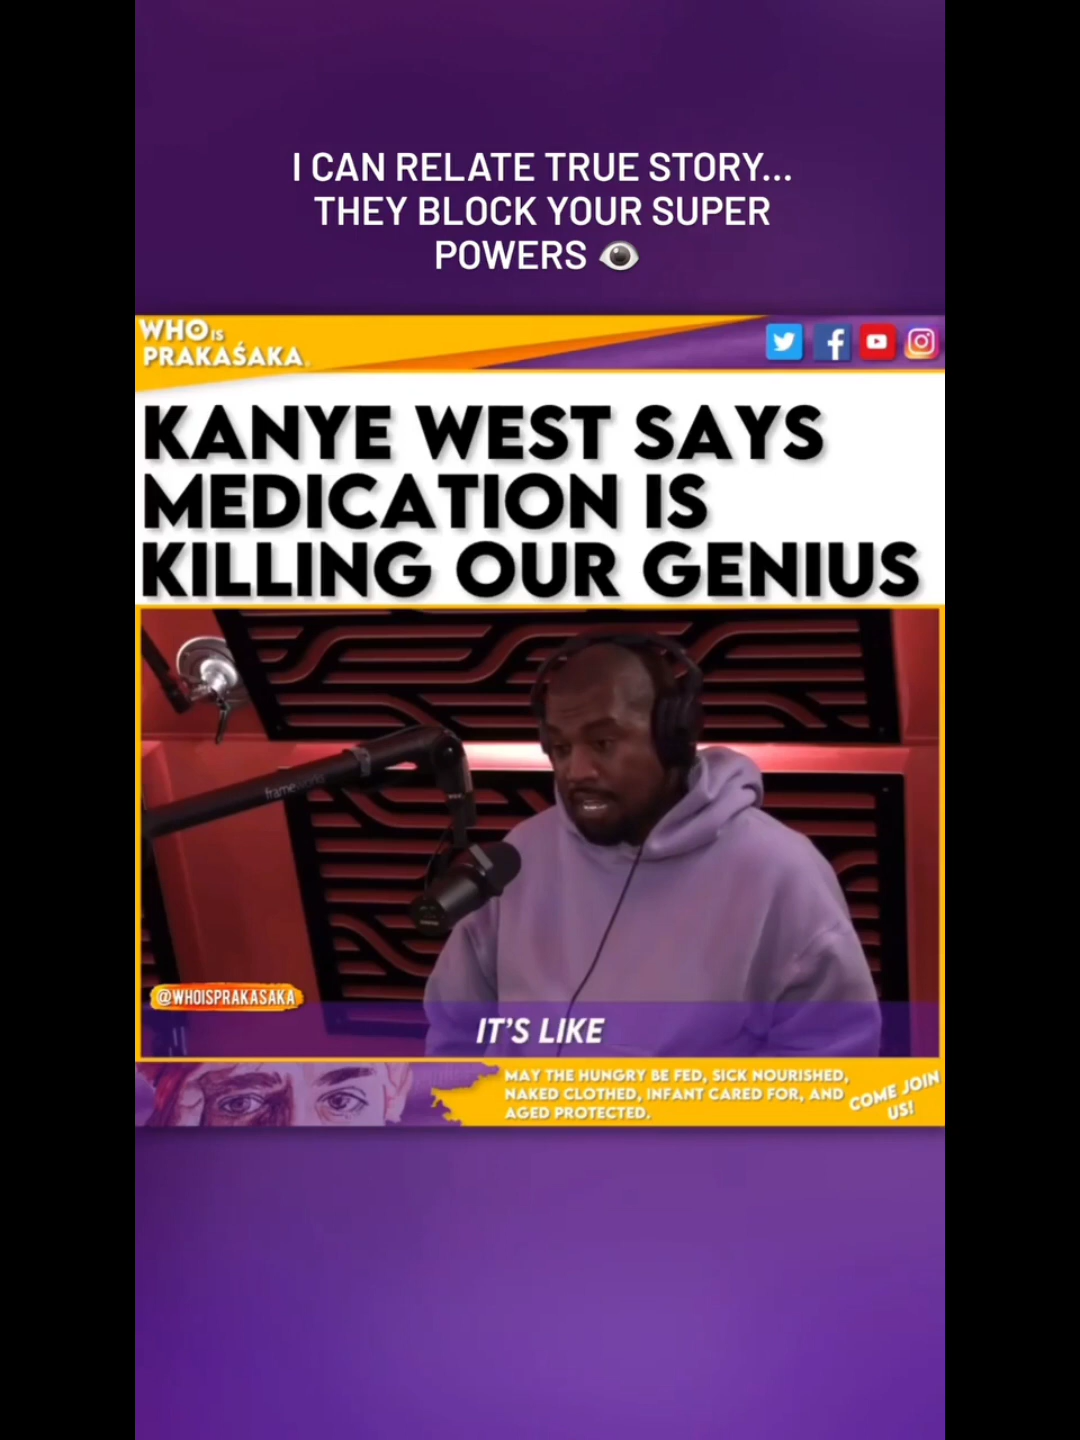 I CAN RELATE TRUE STORY...
THEY BLOCK YOUR SUPER
POWERS 👁
WHO IS
PRAKAŚAKA
KANYE WEST SAYS
MEDICATION IS
KILLING OUR GENIUS
frameworks
@WHOISPRAKASAKA
IT'S LIKE
MAY THE HUNGRY BE FED, SICK NOURISHED,
NAKED CLOTHED, INFANT CARED FOR, AND
AGED PROTECTED.
COME JOIN
US!